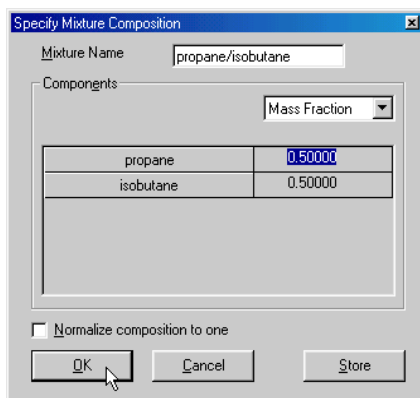 Specify Mixture Composition
Mixture Name propane/isobutane
Components
Mass Fraction
propane 0.50000
isobutane 0.50000
Normalize composition to one
OK Cancel Store